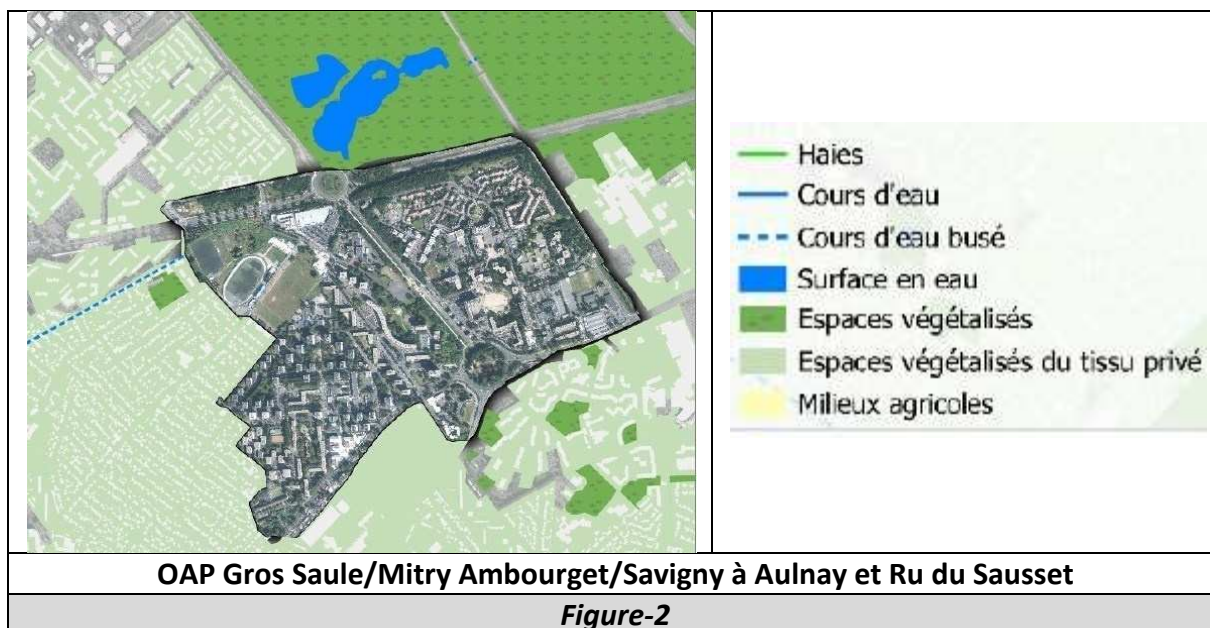 Haies
Cours d'eau
Cours d'eau busé
Surface en eau
Espaces végétalisés
Espaces végétalisés du tissu privé
Milieux agricoles
OAP Gros Saule/Mitry Ambourget/Savigny à Aulnay et Ru du Sausset
Figure-2